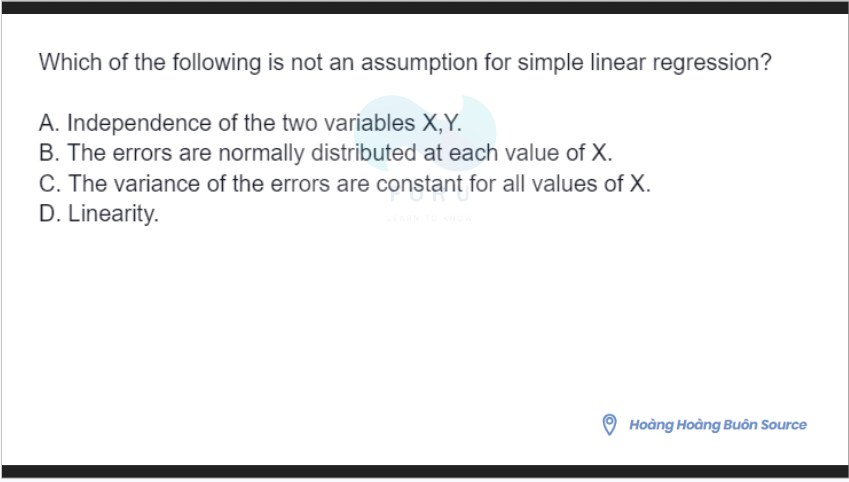 Which of the following is not an assumption for simple linear regression?
A. Independence of the two variables X,Y.
B. The errors are normally distributed at each value of X.
C. The variance of the errors are constant for all values of X.
D. Linearity.
Hoàng Hoàng Buôn Source